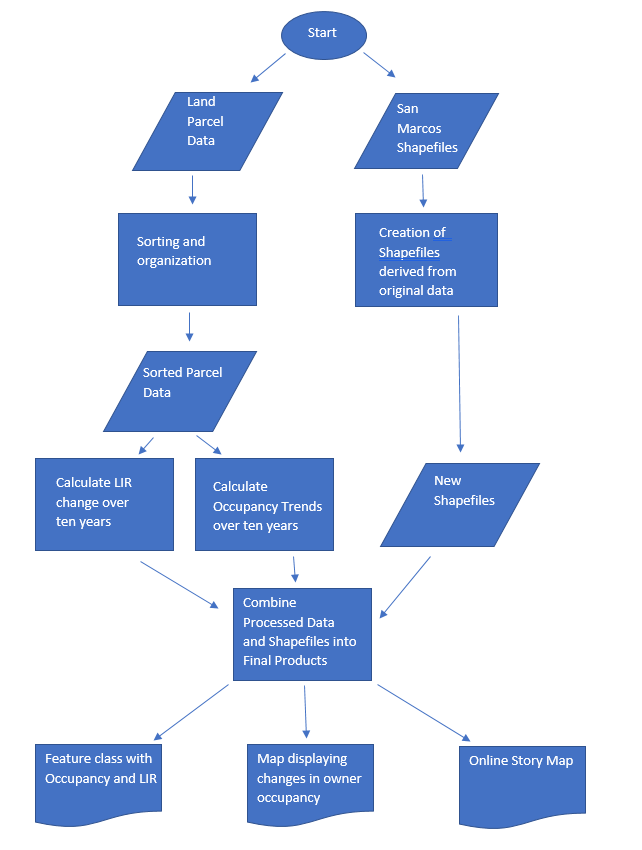 Start
Land
Parcel
Data
San
Marcos
Shapefiles
Sorting and
organization
Creation of
Shapefiles
derived from
original data
Sorted Parcel
Data
Calculate LIR
change over
ten years
Calculate
Occupancy Trends
over ten years
New
Shapefiles
Combine
Processed Data
and Shapefiles into
Final Products
Feature class with
Occupancy and LIR
Map displaying
changes in owner
occupancy
Online Story Map